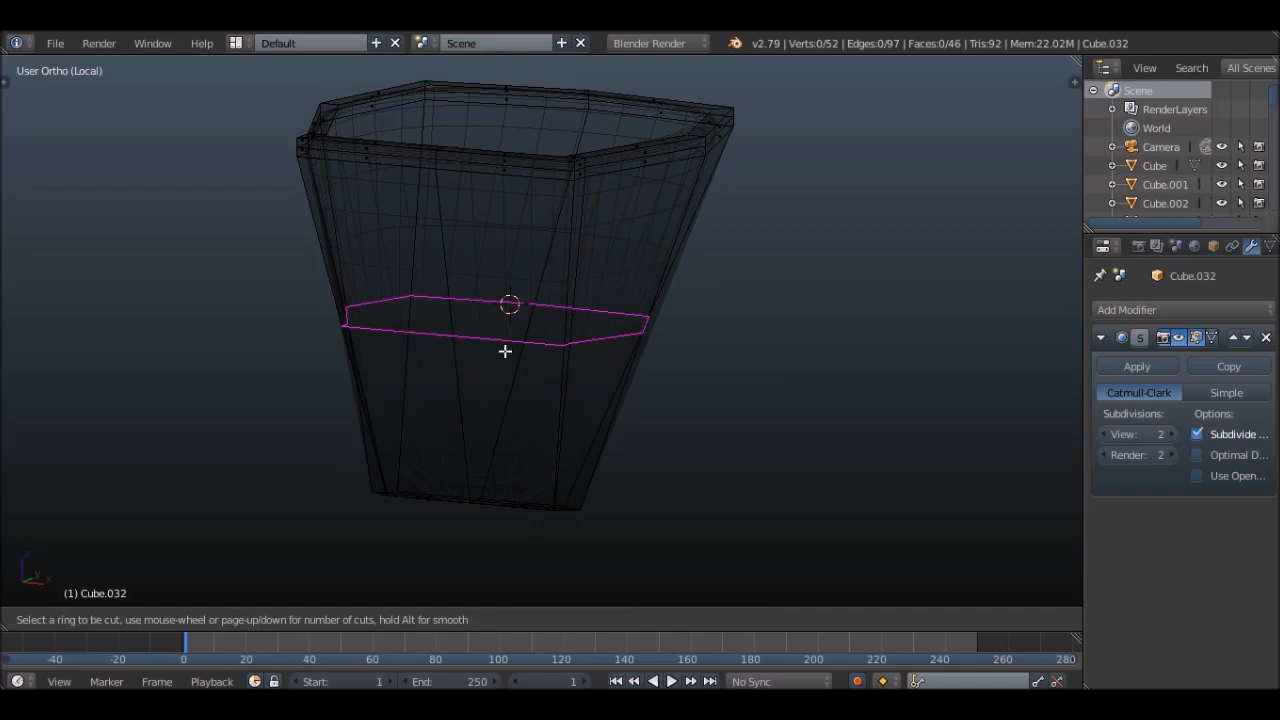 File Render Window Help Default Scene Blender Render v2.79 | Verts:0/52 | Edges:0/97 | Faces:0/46 | Tris:92 | Mem:22.02M | Cube.032
User Ortho (Local)
View Search All Scenes
Scene
RenderLayers
World
Camera
Cube
Cube.001
Cube.002
Cube.032
Add Modifier
S
Apply Copy
Catmull-Clark Simple
Subdivisions: Options:
View: 2 Subdivide ...
Render: 2 Optimal D...
Use Open...
z
y
x
(1) Cube.032
Select a ring to be cut, use mouse-wheel or page-up/down for number of cuts, hold Alt for smooth
-40 -20 0 20 40 60 80 100 120 140 160 180 200 220 240 260 280
View Marker Frame Playback Start: 1 End: 250 1 No Sync